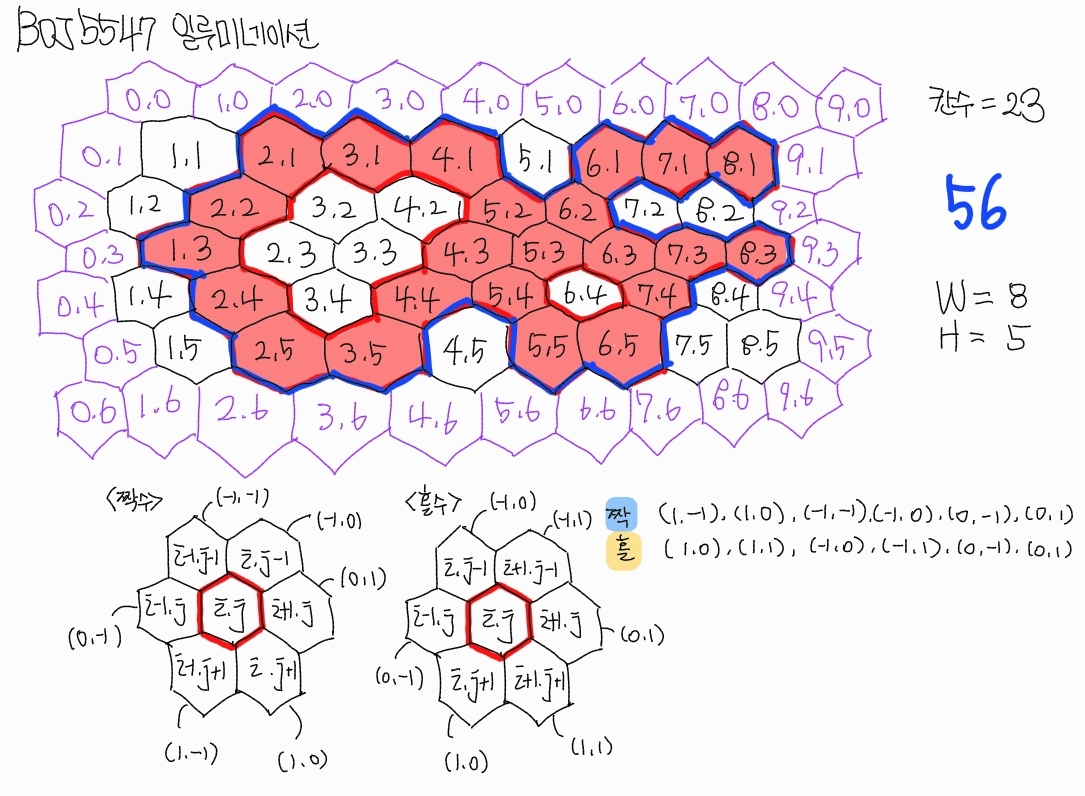 BOJ 5547 일루미네이션
0.0 1.0 2.0 3.0 4.0 5.0 6.0 7.0 8.0 9.0
칸수 = 23
0.1 1.1 2.1 3.1 4.1 5.1 6.1 7.1 8.1 9.1
0.2 1.2 2.2 3.2 4.2 5.2 6.2 7.2 8.2 9.2
56
0.3 1.3 2.3 3.3 4.3 5.3 6.3 7.3 8.3 9.3
0.4 1.4 2.4 3.4 4.4 5.4 6.4 7.4 8.4 9.4
W = 8
0.5 1.5 2.5 3.5 4.5 5.5 6.5 7.5 8.5 9.5
H = 5
0.6 1.6 2.6 3.6 4.6 5.6 6.6 7.6 8.6 9.6
<짝수>
(-1,-1)
(-1,0)
i-1.j-1 i.j-1
(0,1)
i-1.j i.j i+1.j
(0,-1)
i-1.j+1 i.j+1
(1,-1)
(1,0)
<홀수>
(-1,0)
(-1,1)
i.j-1 i+1.j-1
i-1.j i.j i+1.j
(0,1)
(0,-1)
i.j+1 i+1.j+1
(1,0)
(1,1)
짝 (1,-1), (1,0), (-1,-1), (-1,0), (0,-1), (0,1)
홀 (1,0), (1,1), (-1,0), (-1,1), (0,-1), (0,1)